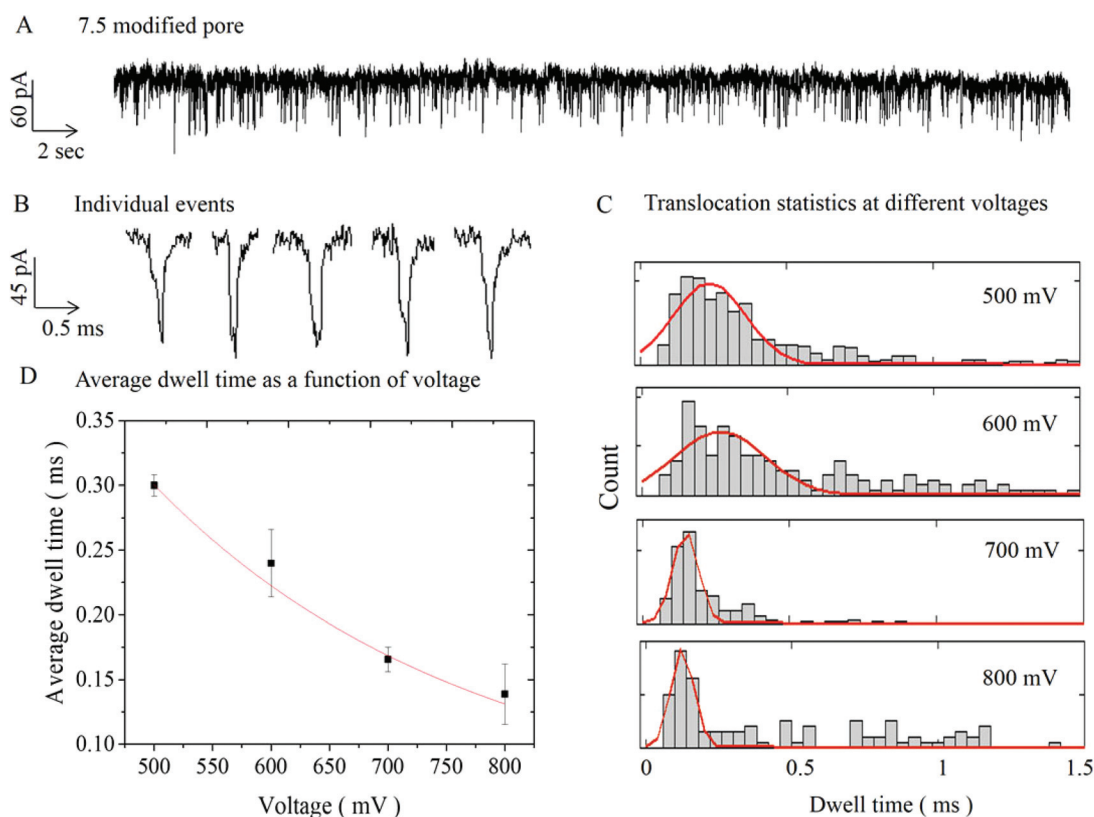 A 7.5 modified pore
60 pA
2 sec
B Individual events
45 pA
0.5 ms
C Translocation statistics at different voltages
500 mV
600 mV
700 mV
800 mV
Count
0 0.5 1 1.5
Dwell time ( ms )
D Average dwell time as a function of voltage
0.35
0.30
0.25
0.20
0.15
0.10
Average dwell time ( ms )
500 550 600 650 700 750 800
Voltage ( mV )